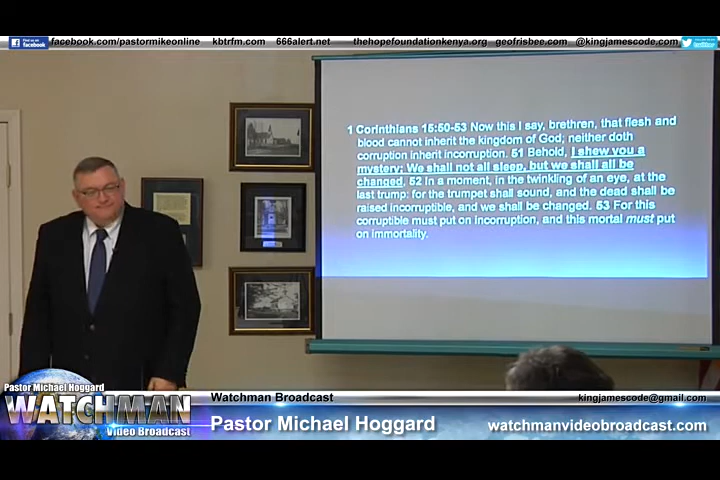 Find us on
facebook
facebook.com/pastormikeonline kbtrfm.com 666alert.net thehopefoundationkenya.org geofrisbee.com @kingjamescode.com
twitter
1 Corinthians 15:50-53 Now this I say, brethren, that flesh and
blood cannot inherit the kingdom of God; neither doth
corruption inherit incorruption. 51 Behold, I shew you a
mystery; We shall not all sleep, but we shall all be
changed, 52 In a moment, in the twinkling of an eye, at the
last trump: for the trumpet shall sound, and the dead shall be
raised incorruptible, and we shall be changed. 53 For this
corruptible must put on incorruption, and this mortal must put
on immortality.
Pastor Michael Hoggard
WATCHMAN
Video Broadcast
Watchman Broadcast kingjamescode@gmail.com
Pastor Michael Hoggard watchmanvideobroadcast.com